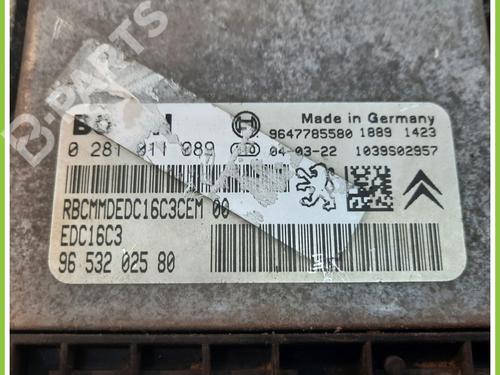 B-PARTS
BOSCH
Made in Germany
9647785580 1889 1423
0 281 011 089
04-03-22 1039S02957
RBCMMDEDC16C3CEM 00
EDC16C3
96 532 025 80